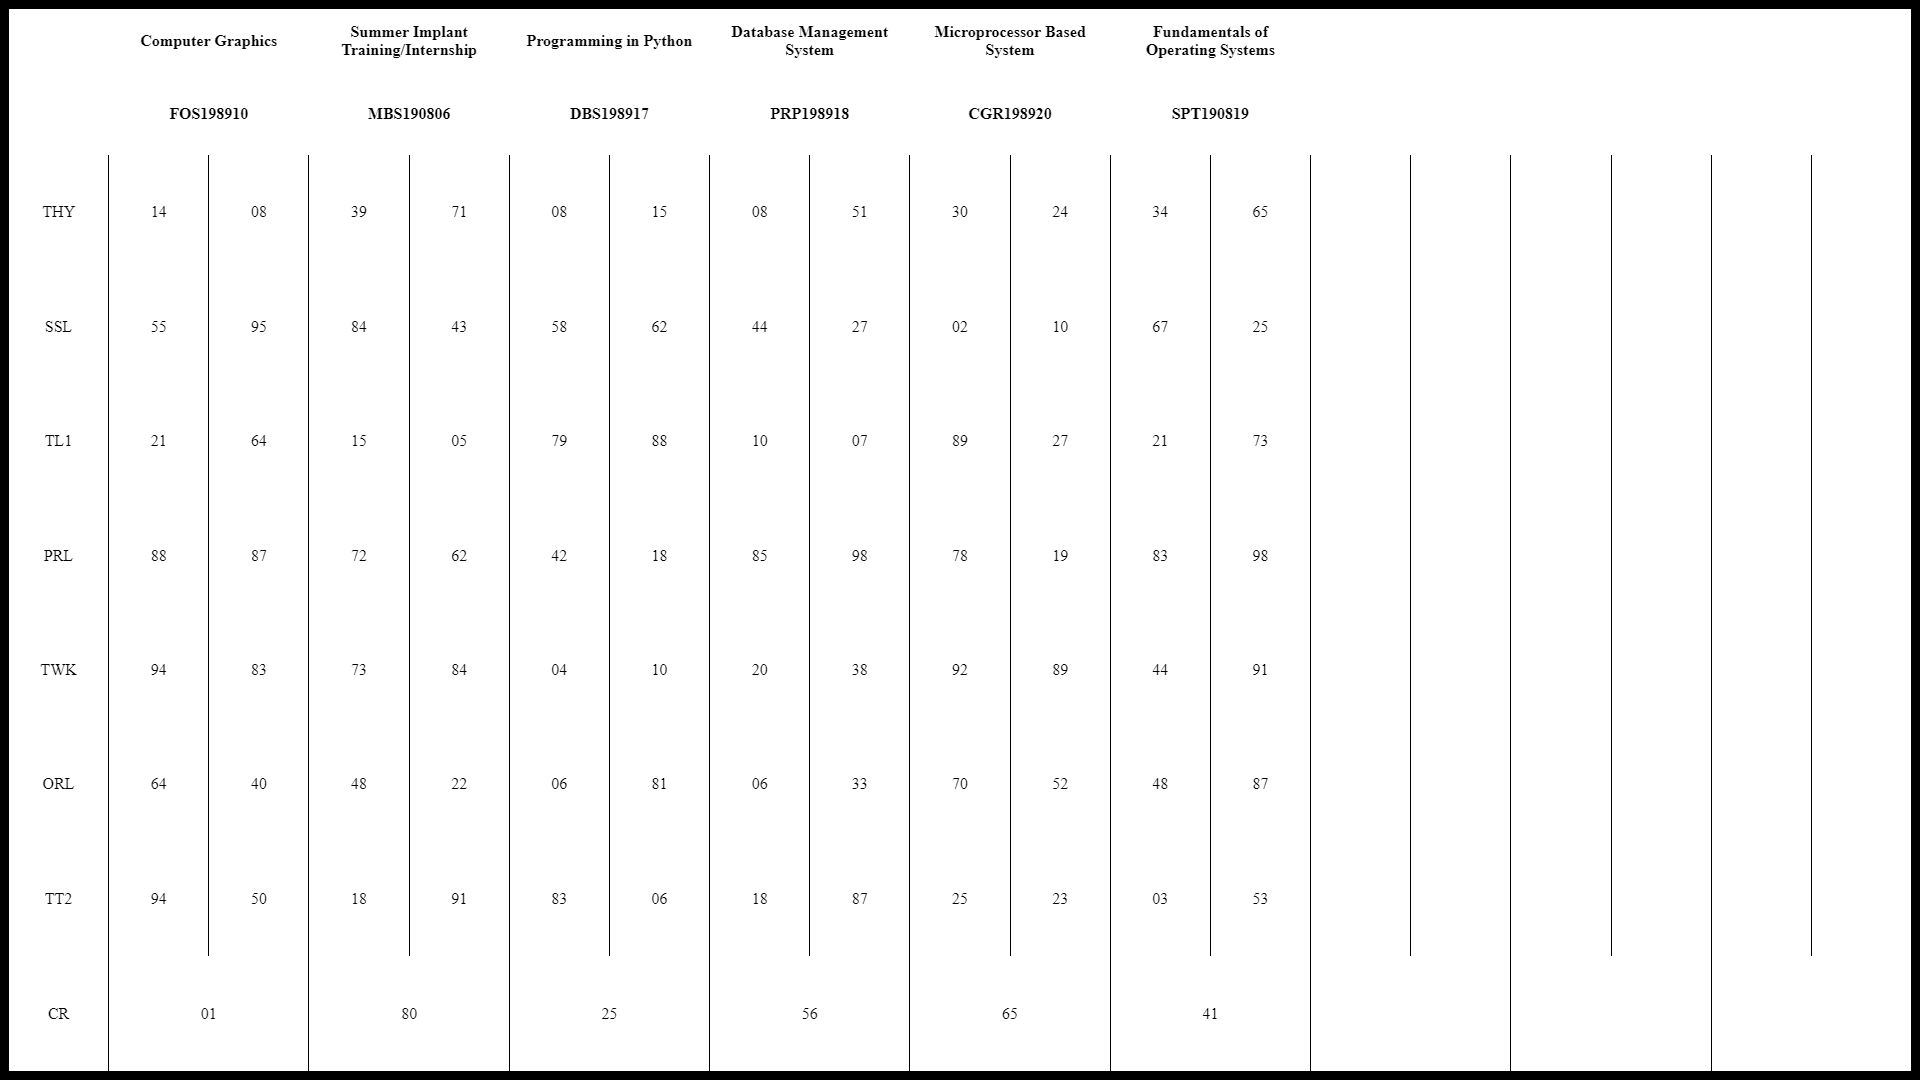 Computer Graphics Summer Implant Training/Internship Programming in Python Database Management System Microprocessor Based System Fundamentals of Operating Systems
FOS198910 MBS190806 DBS198917 PRP198918 CGR198920 SPT190819
THY 14 08 39 71 08 15 08 51 30 24 34 65
SSL 55 95 84 43 58 62 44 27 02 10 67 25
TL1 21 64 15 05 79 88 10 07 89 27 21 73
PRL 88 87 72 62 42 18 85 98 78 19 83 98
TWK 94 83 73 84 04 10 20 38 92 89 44 91
ORL 64 40 48 22 06 81 06 33 70 52 48 87
TT2 94 50 18 91 83 06 18 87 25 23 03 53
CR 01 80 25 56 65 41